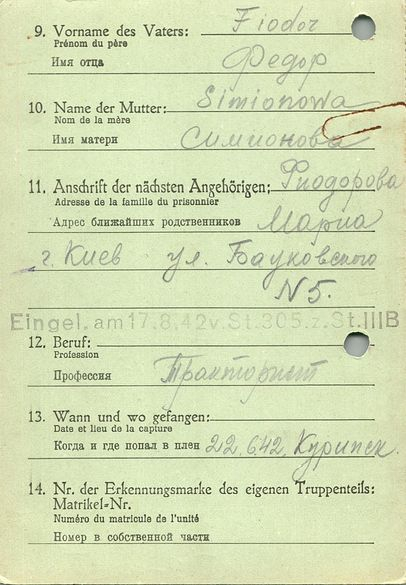 9. Vorname des Vaters: Fiodor
Prénom du père
Имя отца Федор
10. Name der Mutter: Simionowa
Nom de la mère
Имя матери Симионова
11. Anschrift der nächsten Angehörigen: Фиодорова
Adresse de la famille du prisonnier
Адрес ближайших родственников Мариа
г. Киев ул. Бауковского
N5.
Eingel. am 17.8.42 v. St. 305. z. St. IIIB
12. Beruf:
Profession
Профессия Тракторист
13. Wann und wo gefangen:
Date et lieu de la capture
Когда и где попал в плен 22.6.42. Курипск.
14. Nr. der Erkennungsmarke des eigenen Truppenteils:
Matrikel=Nr.
Numéro du matricule de l'unité
Номер в собственной части